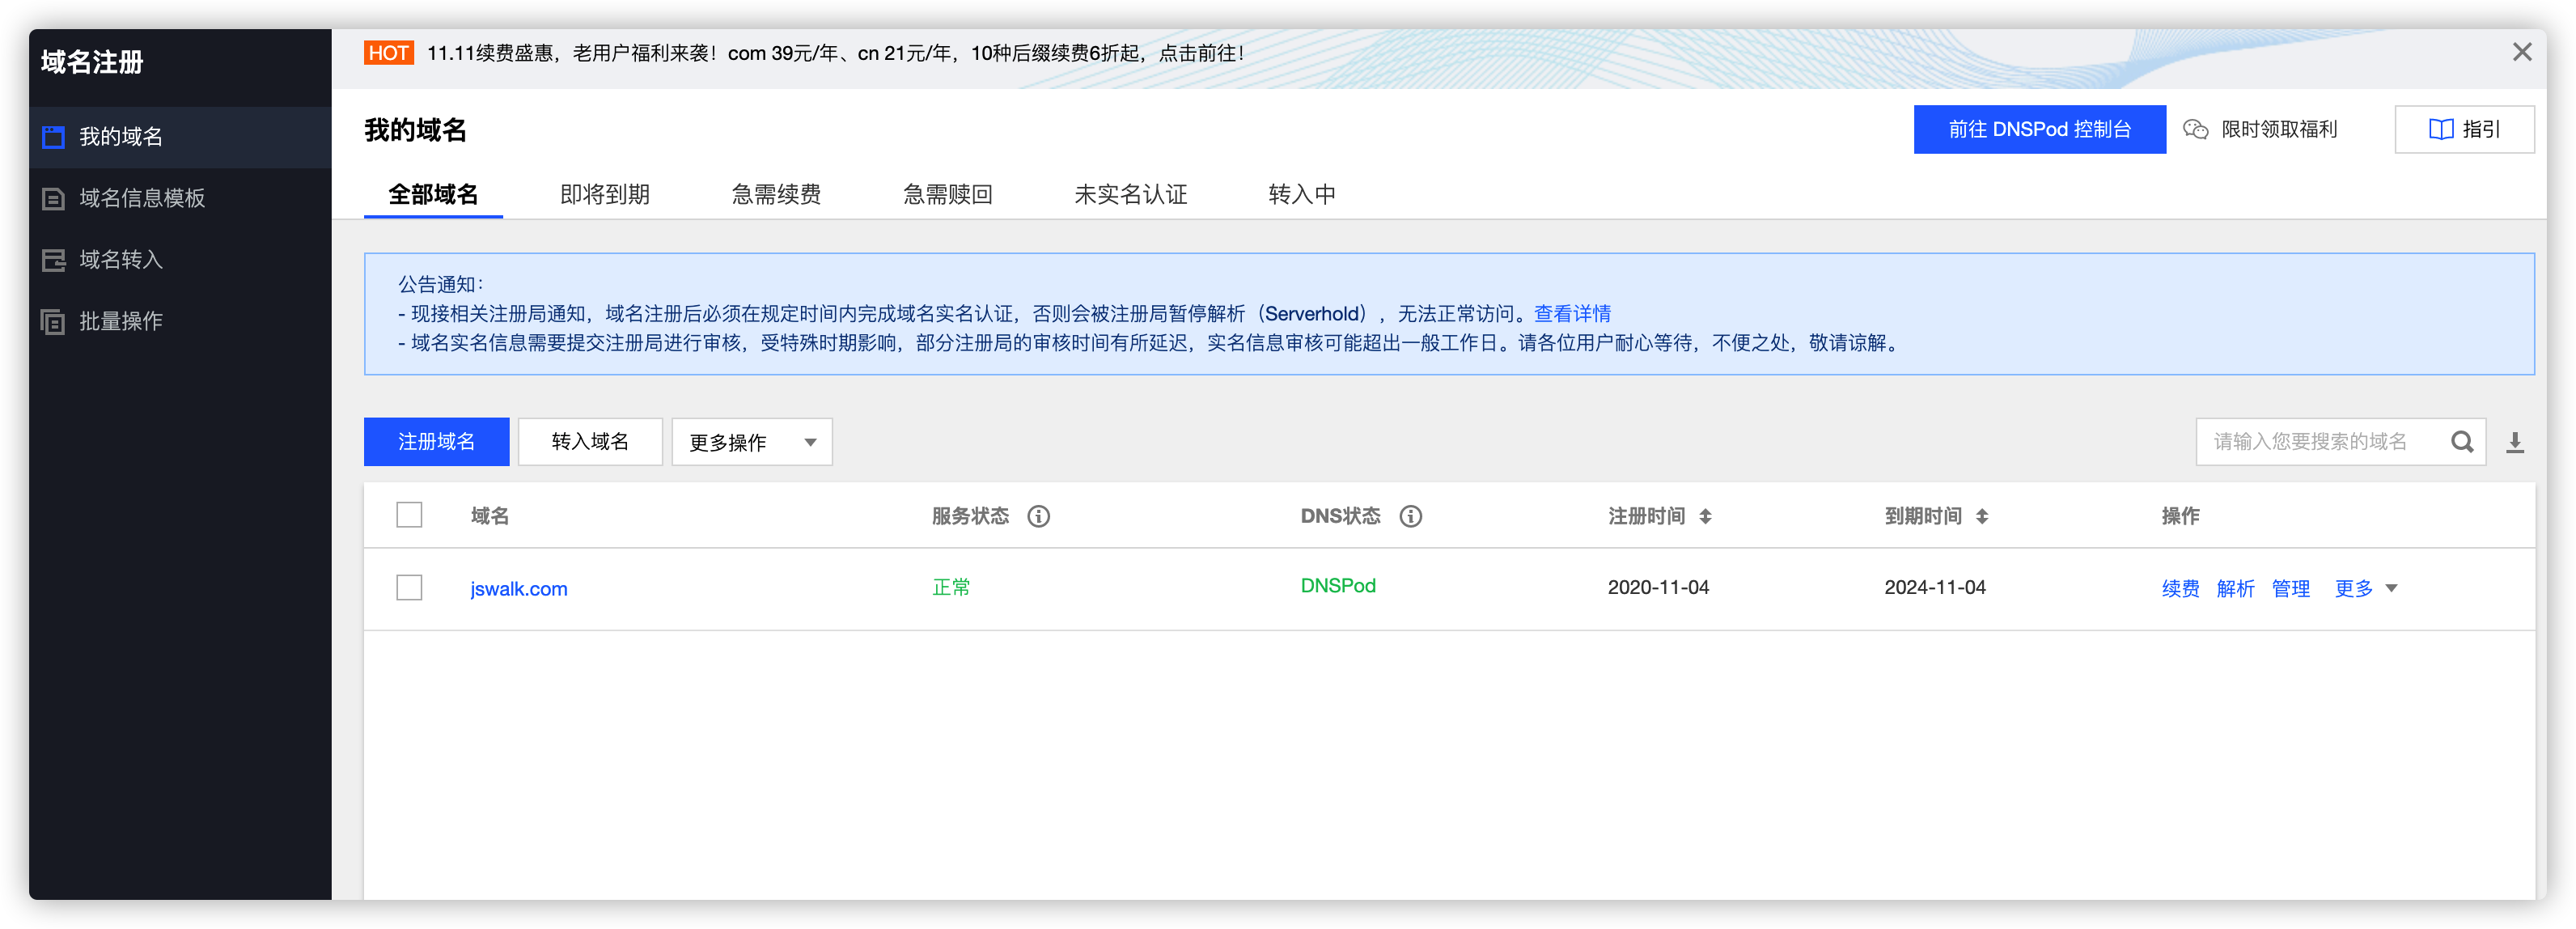 域名注册
我的域名
域名信息模板
域名转入
批量操作
HOT 11.11续费盛惠，老用户福利来袭！com 39元/年、cn 21元/年，10种后缀续费6折起，点击前往！
我的域名
前往 DNSPod 控制台 限时领取福利 指引
全部域名 即将到期 急需续费 急需赎回 未实名认证 转入中
公告通知：
- 现接相关注册局通知，域名注册后必须在规定时间内完成域名实名认证，否则会被注册局暂停解析（Serverhold），无法正常访问。查看详情
- 域名实名信息需要提交注册局进行审核，受特殊时期影响，部分注册局的审核时间有所延迟，实名信息审核可能超出一般工作日。请各位用户耐心等待，不便之处，敬请谅解。
注册域名 转入域名 更多操作 请输入您要搜索的域名
域名 服务状态 DNS状态 注册时间 到期时间 操作
jswalk.com 正常 DNSPod 2020-11-04 2024-11-04 续费 解析 管理 更多